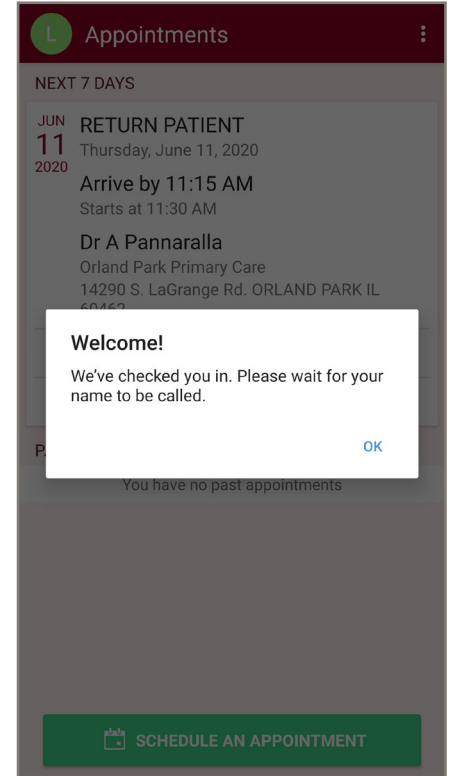 L
Appointments
NEXT 7 DAYS
JUN
11
2020
RETURN PATIENT
Thursday, June 11, 2020
Arrive by 11:15 AM
Starts at 11:30 AM
Dr A Pannaralla
Orland Park Primary Care
14290 S. LaGrange Rd. ORLAND PARK IL
60462
Welcome!
We've checked you in. Please wait for your
name to be called.
OK
You have no past appointments
SCHEDULE AN APPOINTMENT